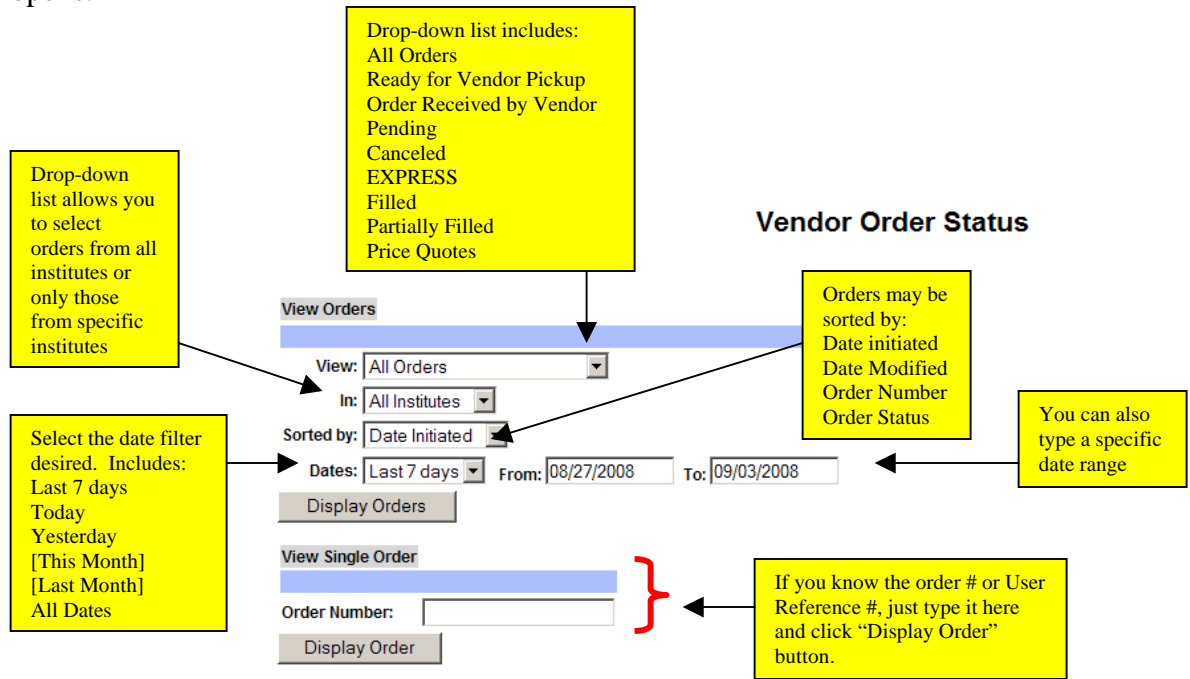 Drop-down list includes:
All Orders
Ready for Vendor Pickup
Order Received by Vendor
Pending
Canceled
EXPRESS
Filled
Partially Filled
Price Quotes
Drop-down
list allows you
to select
orders from all
institutes or
only those
from specific
institutes
Vendor Order Status
Orders may be
sorted by:
Date initiated
Date Modified
Order Number
Order Status
View Orders
View: All Orders
In: All Institutes
Sorted by: Date Initiated
Dates: Last 7 days From: 08/27/2008 To: 09/03/2008
Display Orders
You can also
type a specific
date range
Select the date filter
desired.  Includes:
Last 7 days
Today
Yesterday
[This Month]
[Last Month]
All Dates
View Single Order
Order Number:
Display Order
If you know the order # or User
Reference #, just type it here
and click “Display Order”
button.